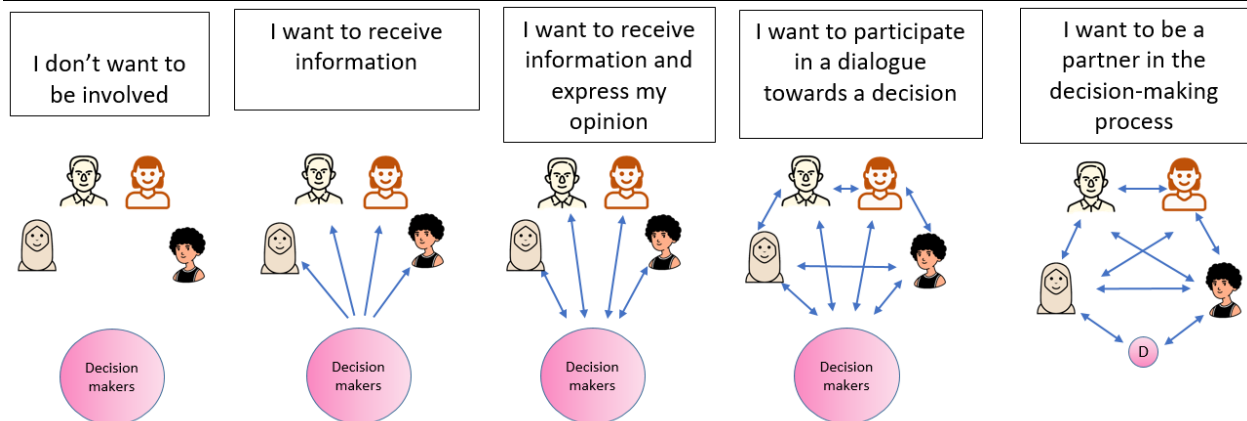 I don’t want to
be involved
I want to receive
information
I want to receive
information and
express my
opinion
I want to participate
in a dialogue
towards a decision
I want to be a
partner in the
decision-making
process
Decision
makers
Decision
makers
Decision
makers
Decision
makers
D